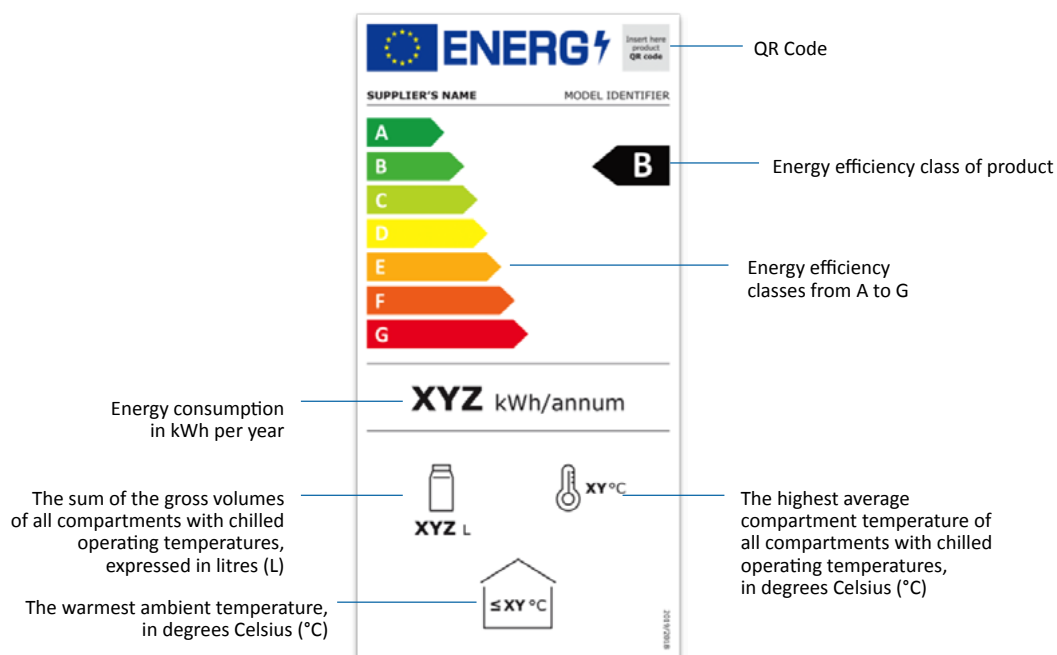 ENERG
Insert here
product
QR code
QR Code
SUPPLIER'S NAME
MODEL IDENTIFIER
A
B
C
D
E
F
G
B
Energy efficiency class of product
Energy efficiency
classes from A to G
Energy consumption
in kWh per year
XYZ kWh/annum
The sum of the gross volumes
of all compartments with chilled
operating temperatures,
expressed in litres (L)
XYZ L
XY °C
The highest average
compartment temperature of
all compartments with chilled
operating temperatures,
in degrees Celsius (°C)
The warmest ambient temperature,
in degrees Celsius (°C)
≤ XY °C
2019/2018